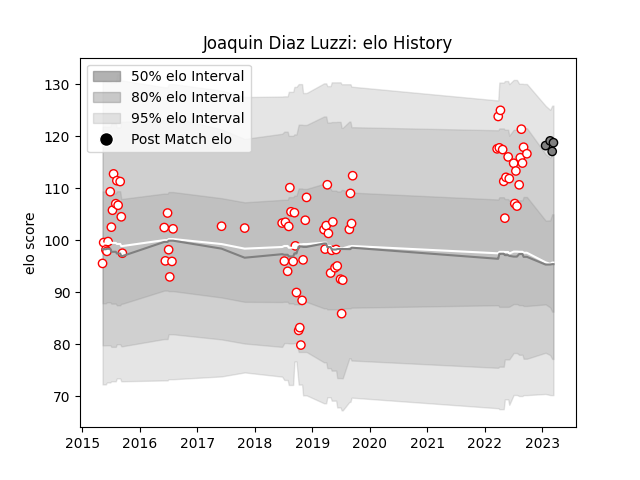 Joaquin Diaz Luzzi: elo History
50% elo Interval
80% elo Interval
95% elo Interval
Post Match elo
elo score
130
120
110
100
90
80
70
2015 2016 2017 2018 2019 2020 2021 2022 2023